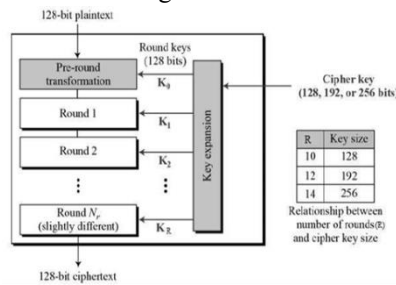 128-bit plaintext
Round keys
(128 bits)
Pre-round
transformation
K0
Cipher key
(128, 192, or 256 bits)
Round 1
K1
Key expansion
Round 2
K2
R Key size
10 128
12 192
14 256
Round Nr
(slightly different)
KR
Relationship between
number of rounds(R)
and cipher key size
128-bit ciphertext